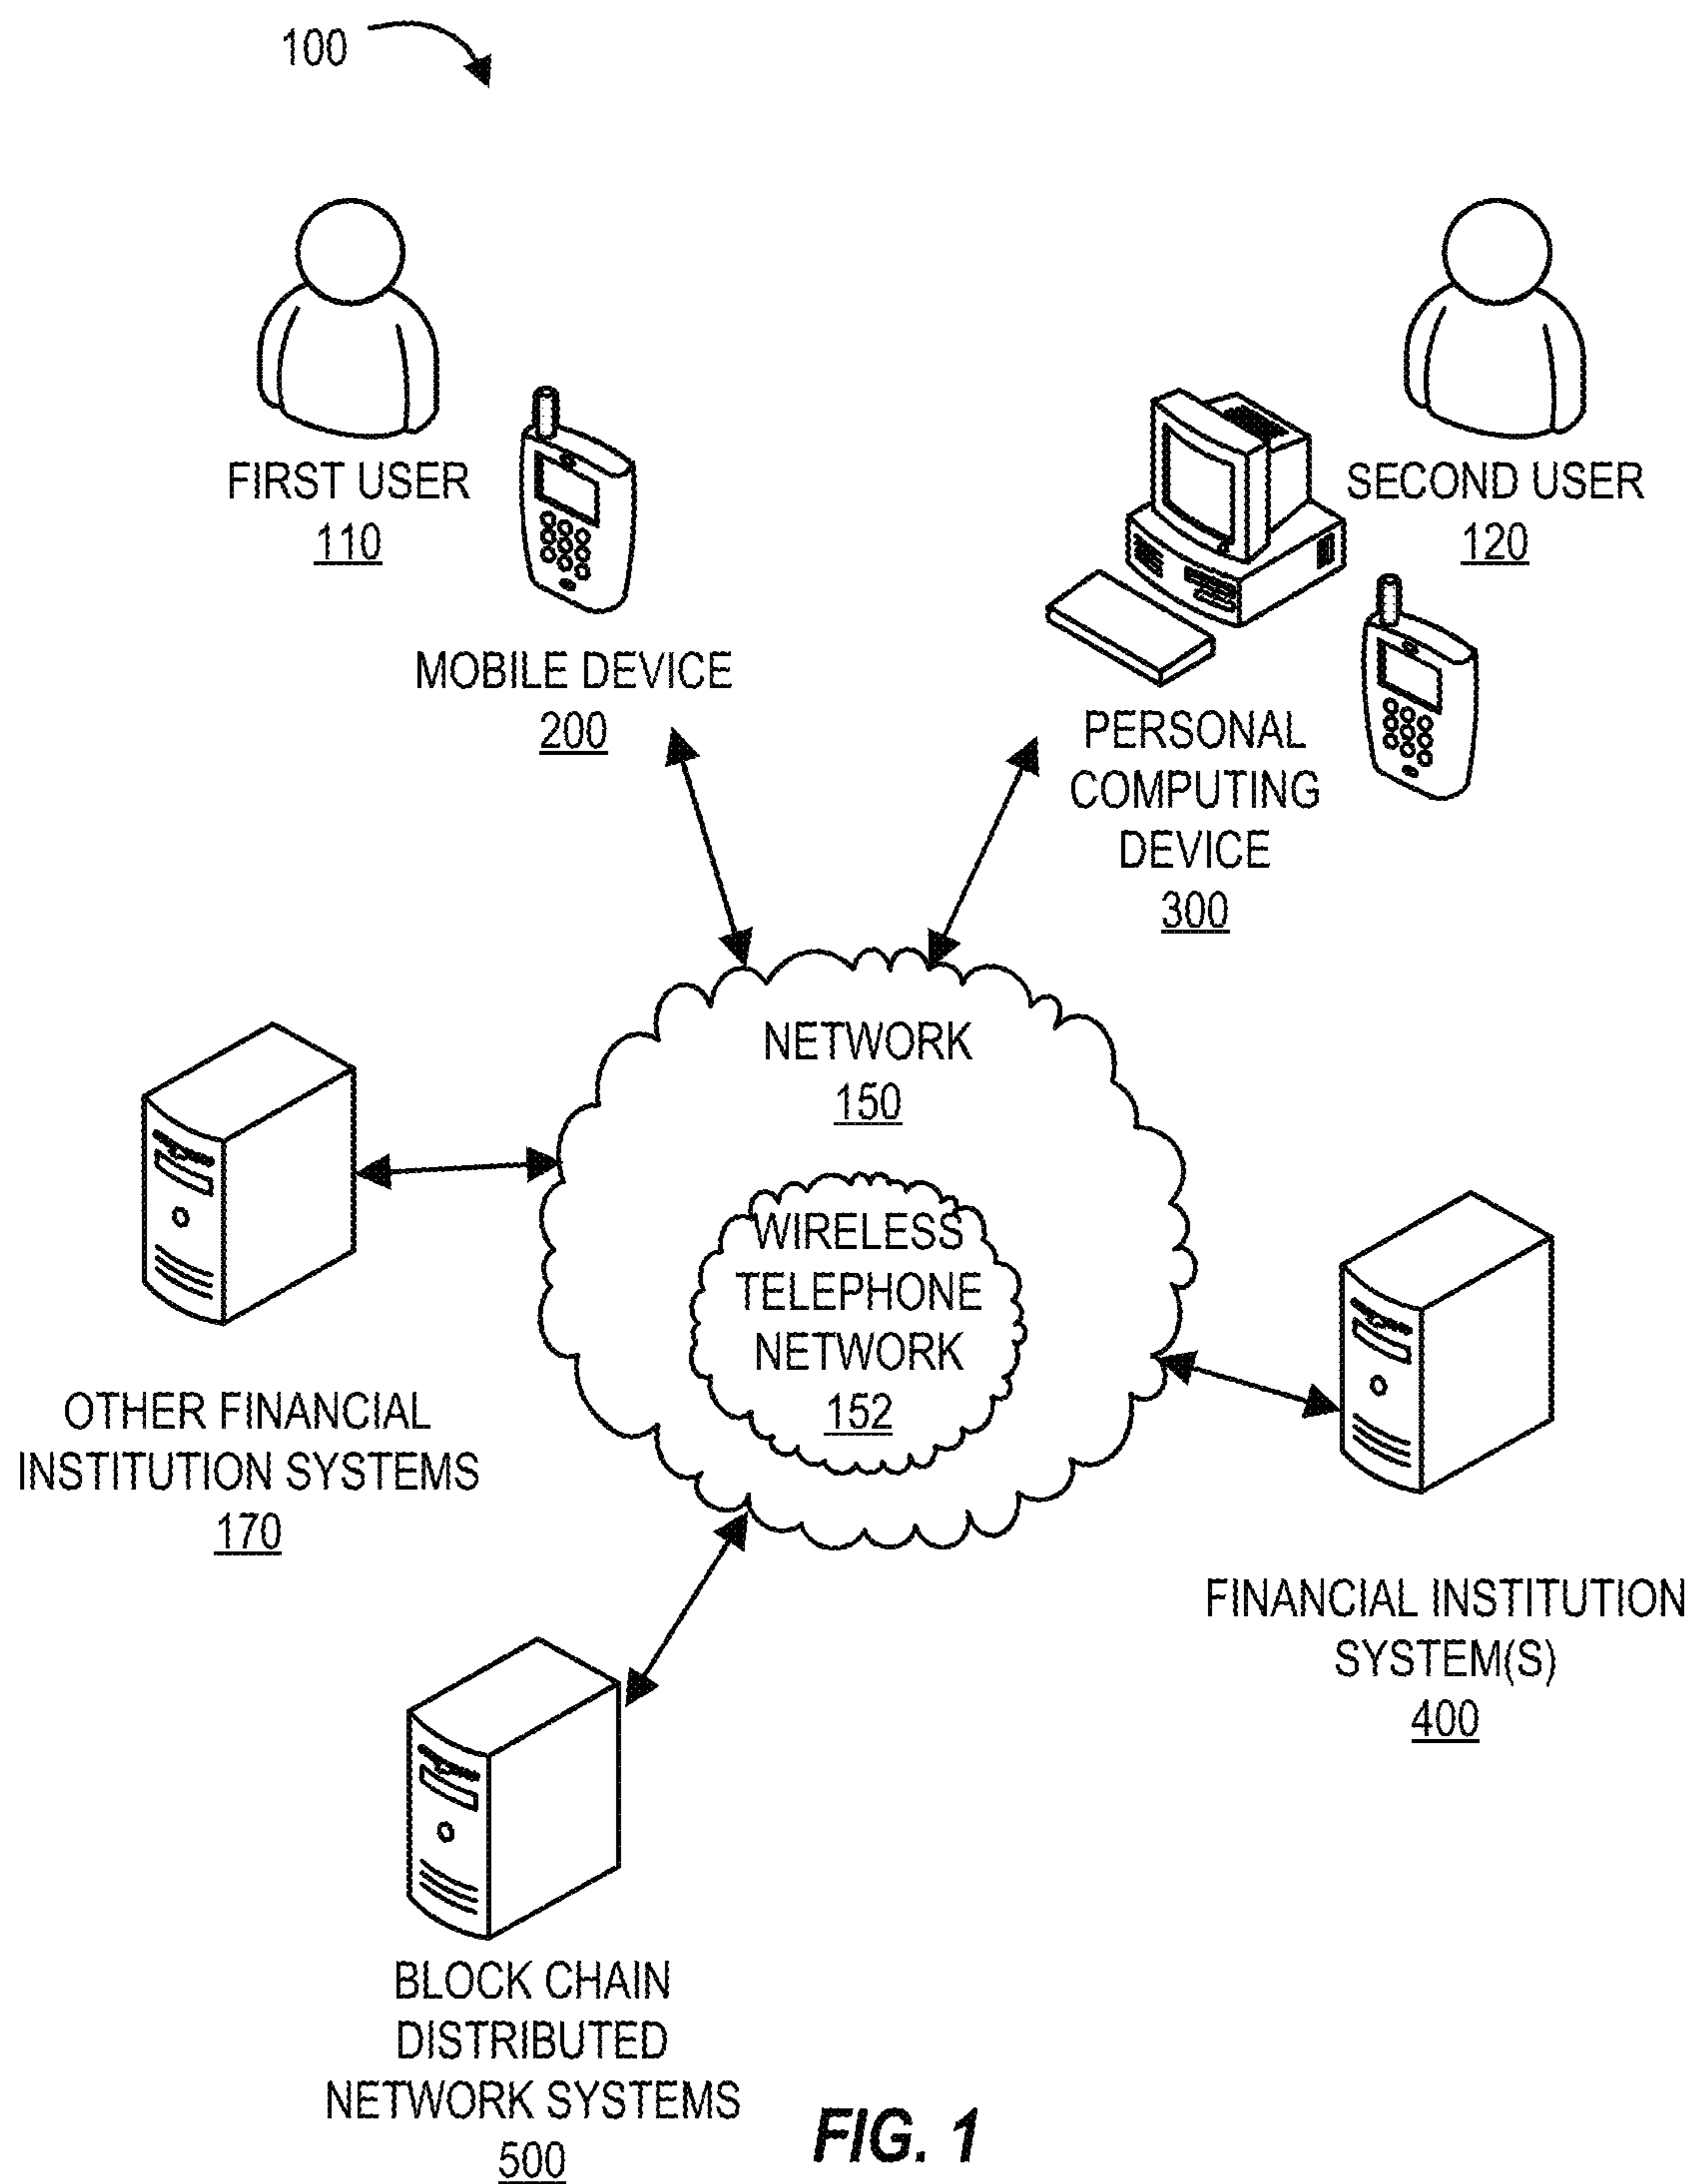 100
FIRST USER
110
SECOND USER
120
MOBILE DEVICE
200
PERSONAL
COMPUTING
DEVICE
300
NETWORK
150
WIRELESS
TELEPHONE
NETWORK
152
OTHER FINANCIAL
INSTITUTION SYSTEMS
170
FINANCIAL INSTITUTION
SYSTEM(S)
400
BLOCK CHAIN
DISTRIBUTED
NETWORK SYSTEMS
500
FIG. 1